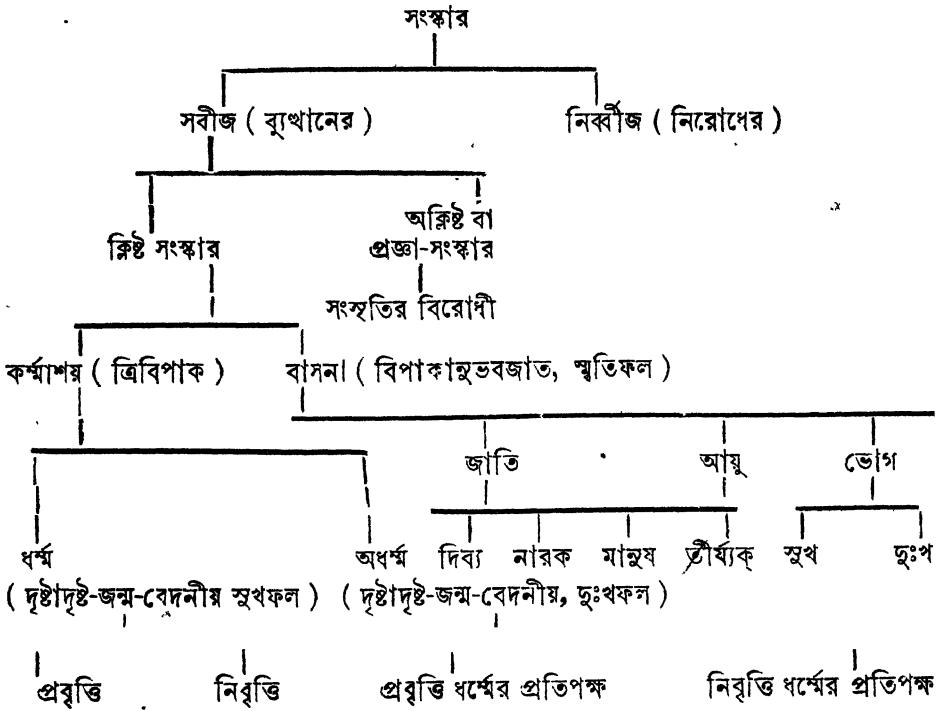 সংস্কার
সবীজ ( ব্যুত্থানের ) নির্ব্বীজ ( নিরোধের )
অক্লিষ্ট বা
ক্লিষ্ট সংস্কার প্রজ্ঞা-সংস্কার
সংসৃতির বিরোধী
কর্ম্মাশয় ( ত্রিবিপাক ) বাসনা ( বিপাকানুভবজাত, স্মৃতিফল )
জাতি আয়ু ভোগ
ধর্ম্ম অধর্ম্ম দিব্য নারক মানুষ তীর্য্যক্ সুখ দুঃখ
( দৃষ্টাদৃষ্ট-জন্ম-বেদনীয় সুখফল ) ( দৃষ্টাদৃষ্ট-জন্ম-বেদনীয়, দুঃখফল )
প্রবৃত্তি নিবৃত্তি প্রবৃত্তি ধর্ম্মের প্রতিপক্ষ নিবৃত্তি ধর্ম্মের প্রতিপক্ষ